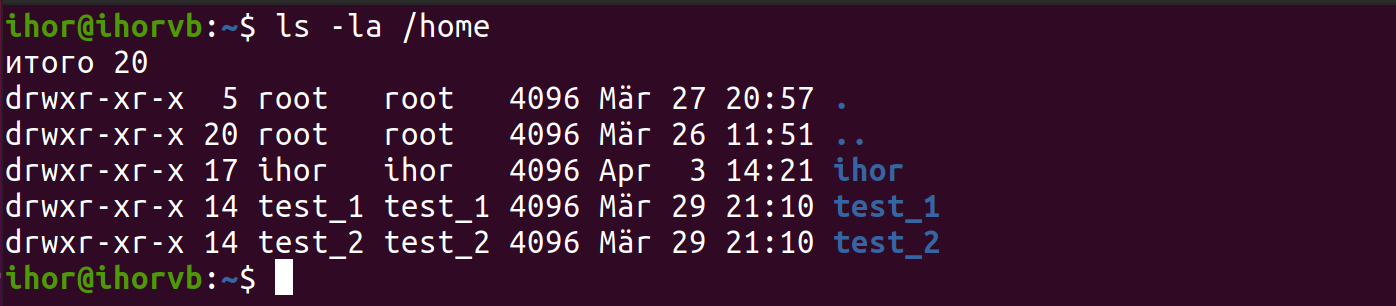 ihor@ihorvb:~$ ls -la /home
итого 20
drwxr-xr-x  5 root   root   4096 Mär 27 20:57 .
drwxr-xr-x 20 root   root   4096 Mär 26 11:51 ..
drwxr-xr-x 17 ihor   ihor   4096 Apr  3 14:21 ihor
drwxr-xr-x 14 test_1 test_1 4096 Mär 29 21:10 test_1
drwxr-xr-x 14 test_2 test_2 4096 Mär 29 21:10 test_2
ihor@ihorvb:~$